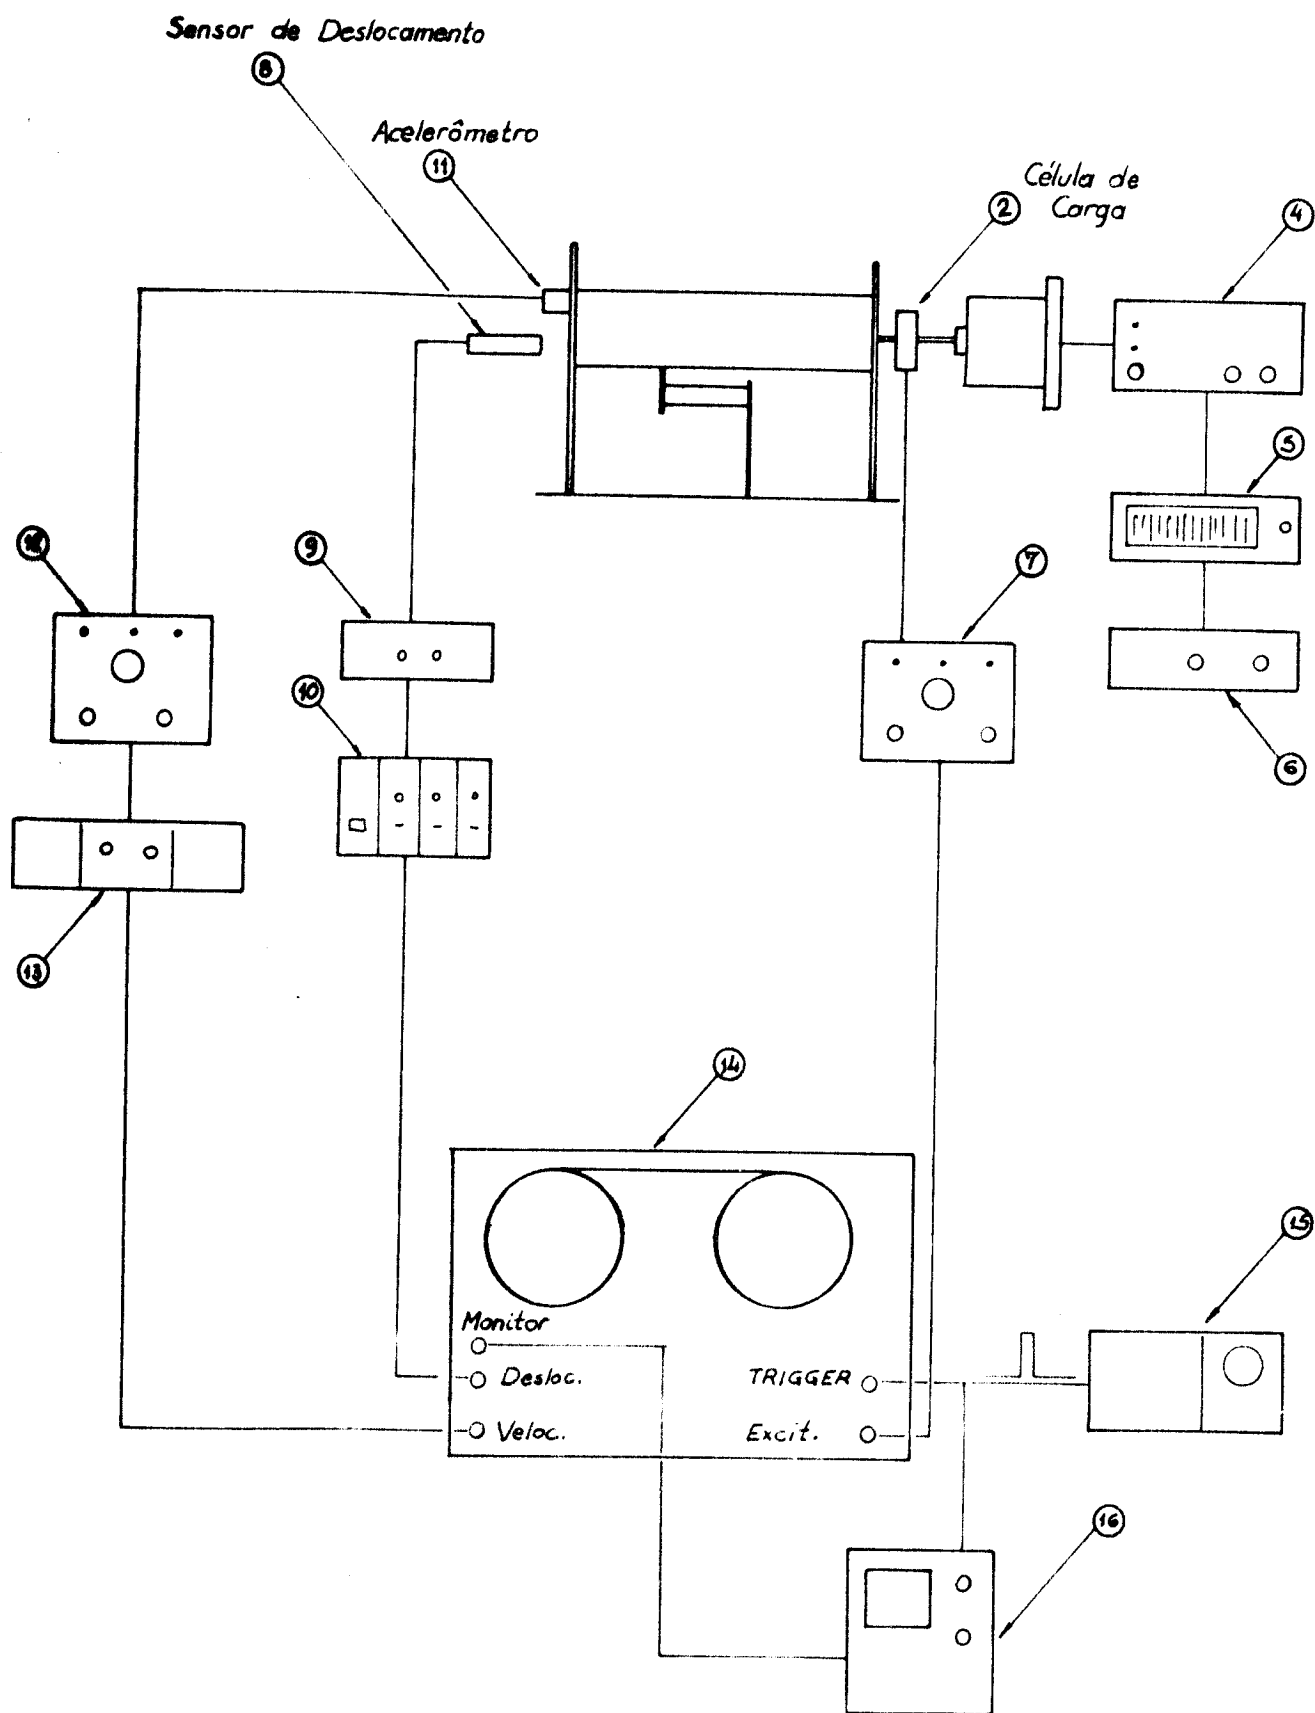 Sensor de Deslocamento
8
Acelerômetro
11
Célula de
Carga
2
4
5
12
9
7
10
6
13
14
15
Monitor
Desloc.
TRIGGER
Veloc.
Excit.
16